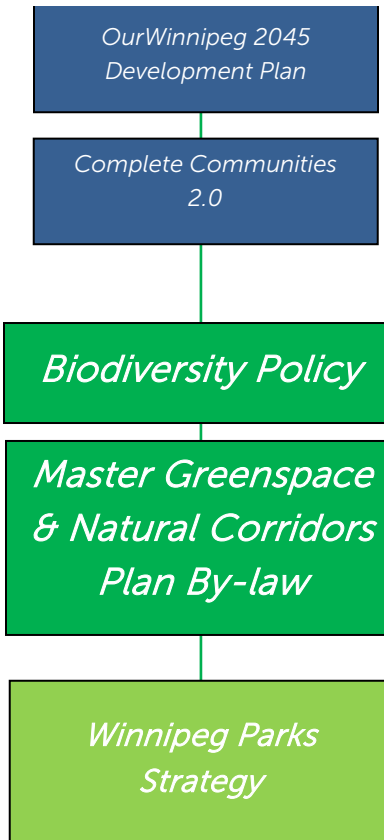 OurWinnipeg 2045
Development Plan
Complete Communities
2.0
Biodiversity Policy
Master Greenspace
& Natural Corridors
Plan By-law
Winnipeg Parks
Strategy